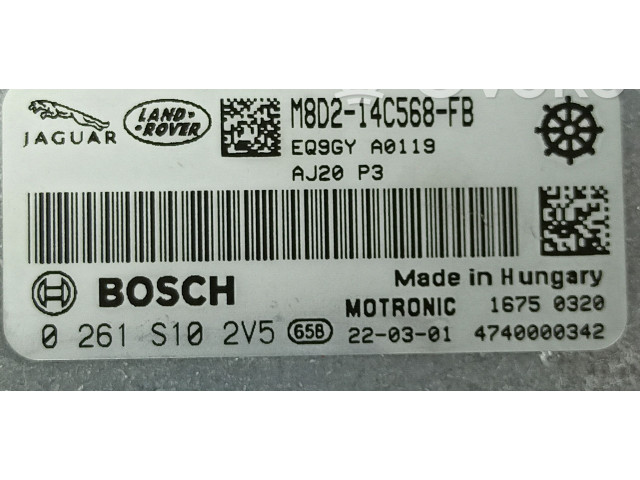 JAGUAR
LAND-
-ROVER
M8D2-14C568-FB
EQ9GY A0119
AJ20 P3
BOSCH
Made in Hungary
MOTRONIC 1675 0320
0 261 S10 2V5 65B 22-03-01 4740000342